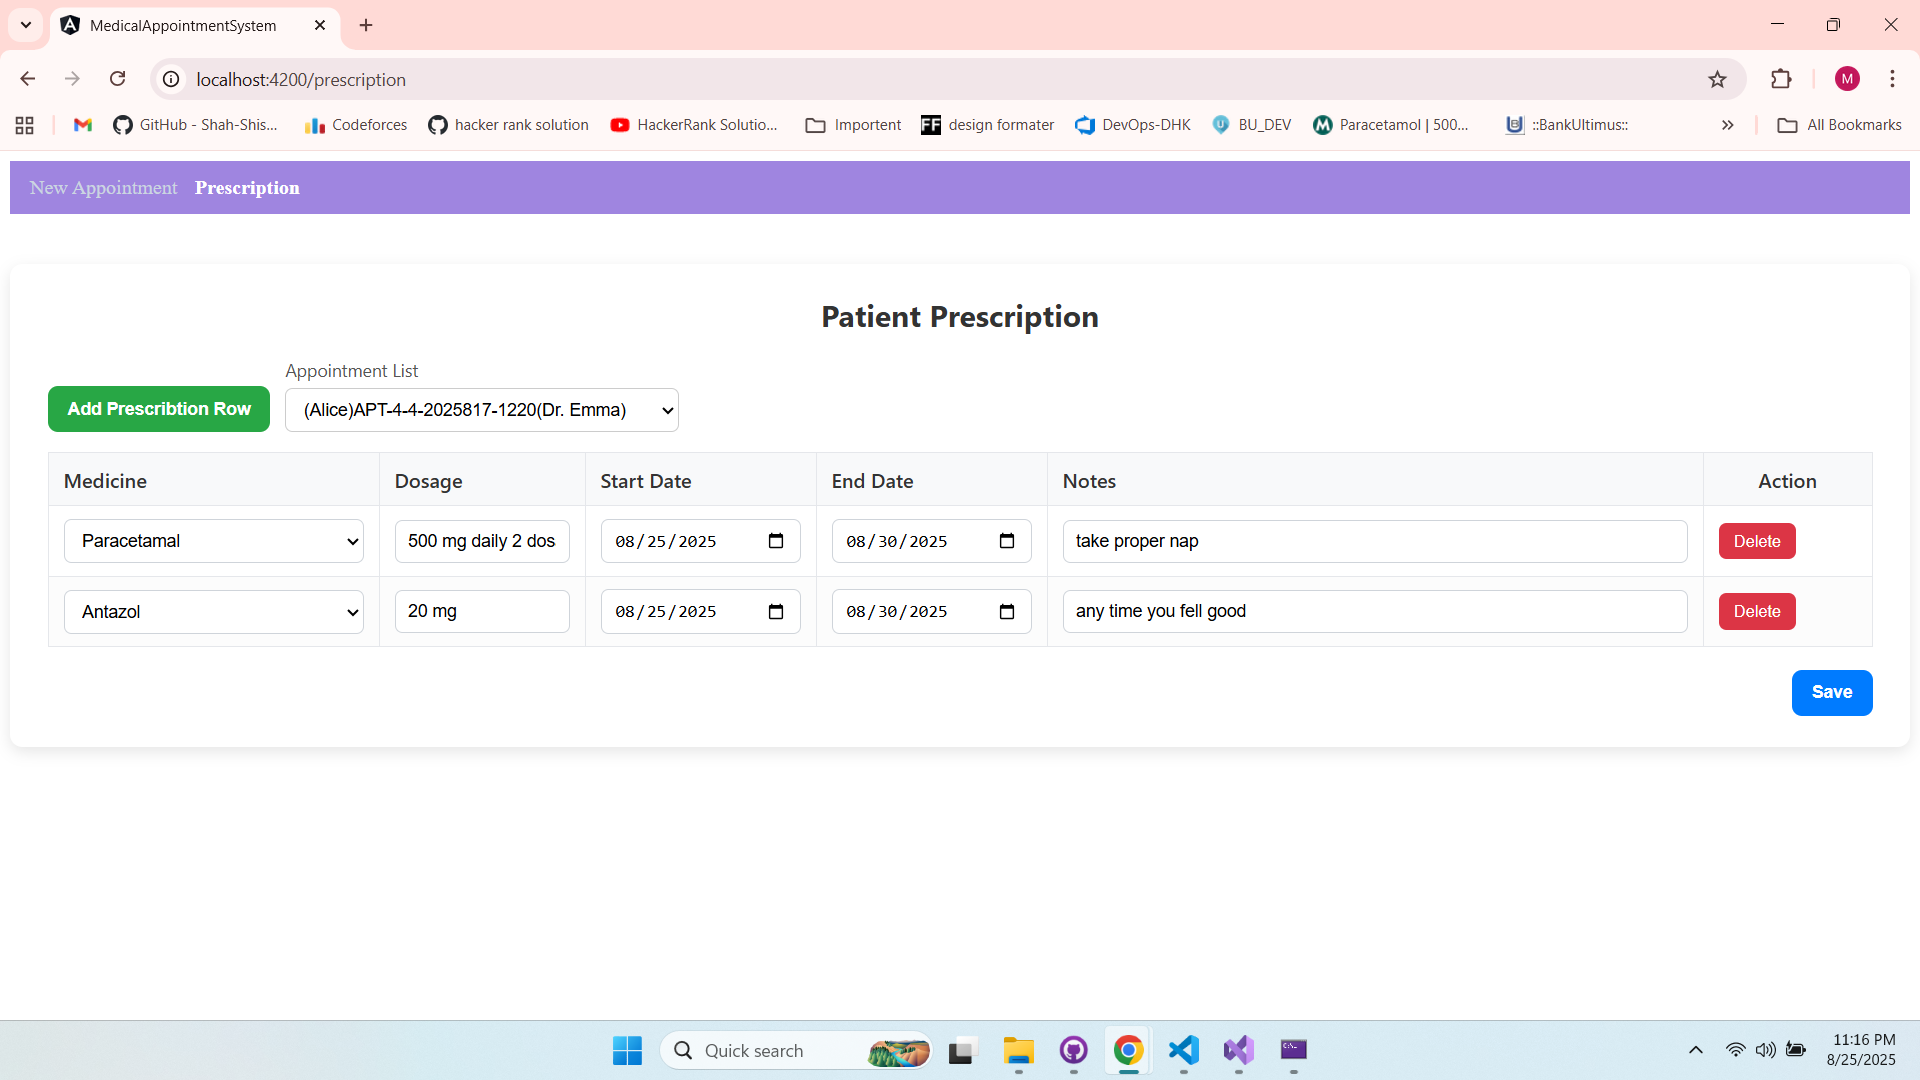 MedicalAppointmentSystem
localhost:4200/prescription
M
GitHub - Shah-Shis...
Codeforces
hacker rank solution
HackerRank Solutio...
Importent
FF design formater
DevOps-DHK
BU_DEV
Paracetamol | 500...
::BankUltimus::
All Bookmarks
New Appointment Prescription
Patient Prescription
Appointment List
Add Prescribtion Row
(Alice)APT-4-4-2025817-1220(Dr. Emma)
Medicine Dosage Start Date End Date Notes Action
Paracetamal 500 mg daily 2 dos 08/25/2025 08/30/2025 take proper nap Delete
Antazol 20 mg 08/25/2025 08/30/2025 any time you fell good Delete
Save
Quick search
11:16 PM
8/25/2025